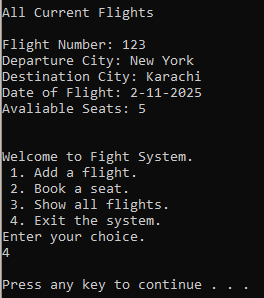 All Current Flights
Flight Number: 123
Departure City: New York
Destination City: Karachi
Date of Flight: 2-11-2025
Avaliable Seats: 5
Welcome to Fight System.
1. Add a flight.
2. Book a seat.
3. Show all flights.
4. Exit the system.
Enter your choice.
4
Press any key to continue . . .